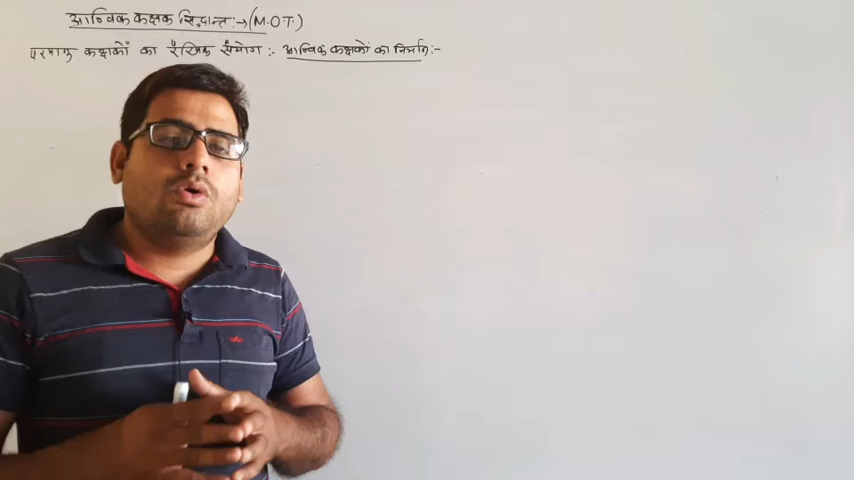 आण्विक कक्षक सिद्धान्त:→(M.O.T.)
परमाणु कक्षकों का रैखिक संयोग :- आण्विक कक्षकों का निर्माण:-